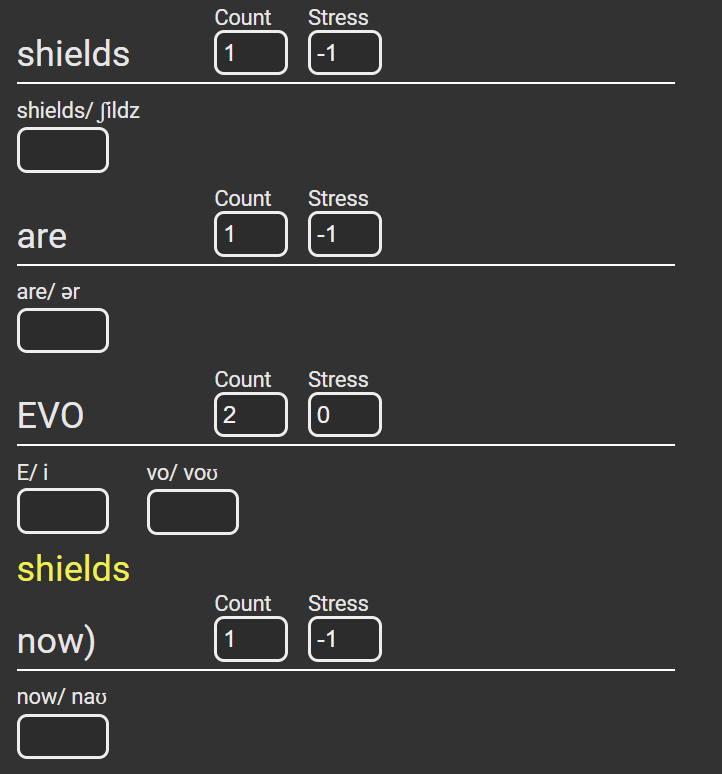 Count Stress
shields 1 -1
shields/ ʃildz
Count Stress
are 1 -1
are/ ər
Count Stress
EVO 2 0
E/ i vo/ voʊ
shields
Count Stress
now) 1 -1
now/ naʊ